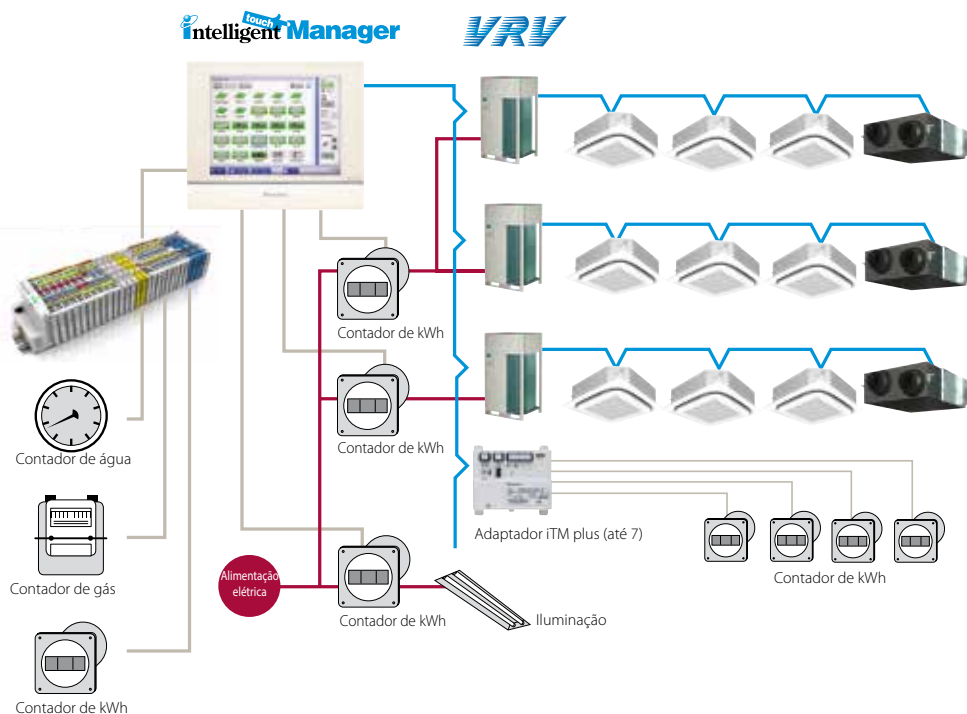 intelligent touch Manager
VRV
Contador de kWh
Contador de kWh
Contador de água
Adaptador iTM plus (até 7)
Contador de gás
Alimentação
elétrica
Contador de kWh
Iluminação
Contador de kWh
Contador de kWh